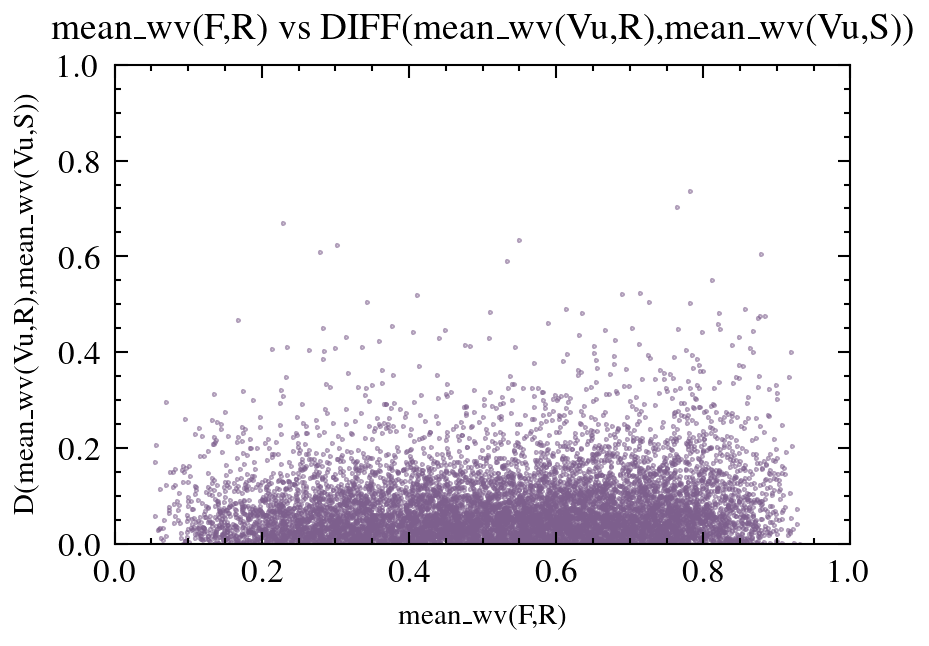 mean_wv(F,R) vs DIFF(mean_wv(Vu,R),mean_wv(Vu,S))
D(mean_wv(Vu,R),mean_wv(Vu,S))
1.0
0.8
0.6
0.4
0.2
0.0
0.0 0.2 0.4 0.6 0.8 1.0
mean_wv(F,R)